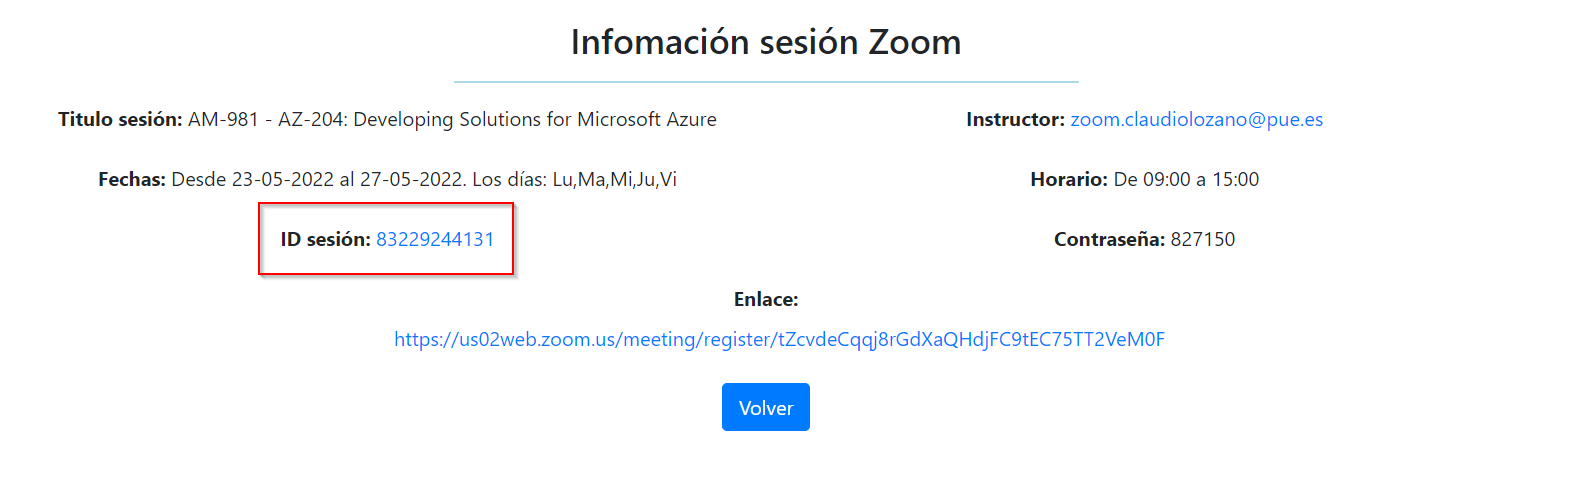 Infomación sesión Zoom
Titulo sesión: AM-981 - AZ-204: Developing Solutions for Microsoft Azure
Instructor: zoom.claudiolozano@pue.es
Fechas: Desde 23-05-2022 al 27-05-2022. Los días: Lu,Ma,Mi,Ju,Vi
Horario: De 09:00 a 15:00
ID sesión: 83229244131
Contraseña: 827150
Enlace:
https://us02web.zoom.us/meeting/register/tZcvdeCqqj8rGdXaQHdjFC9tEC75TT2VeM0F
Volver